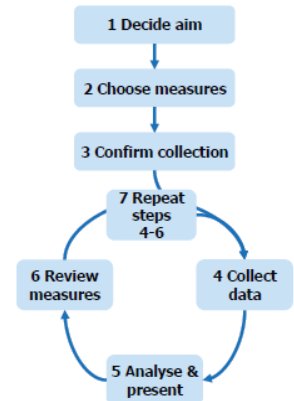 1 Decide aim
2 Choose measures
3 Confirm collection
7 Repeat
steps
4-6
4 Collect
data
5 Analyse &
present
6 Review
measures